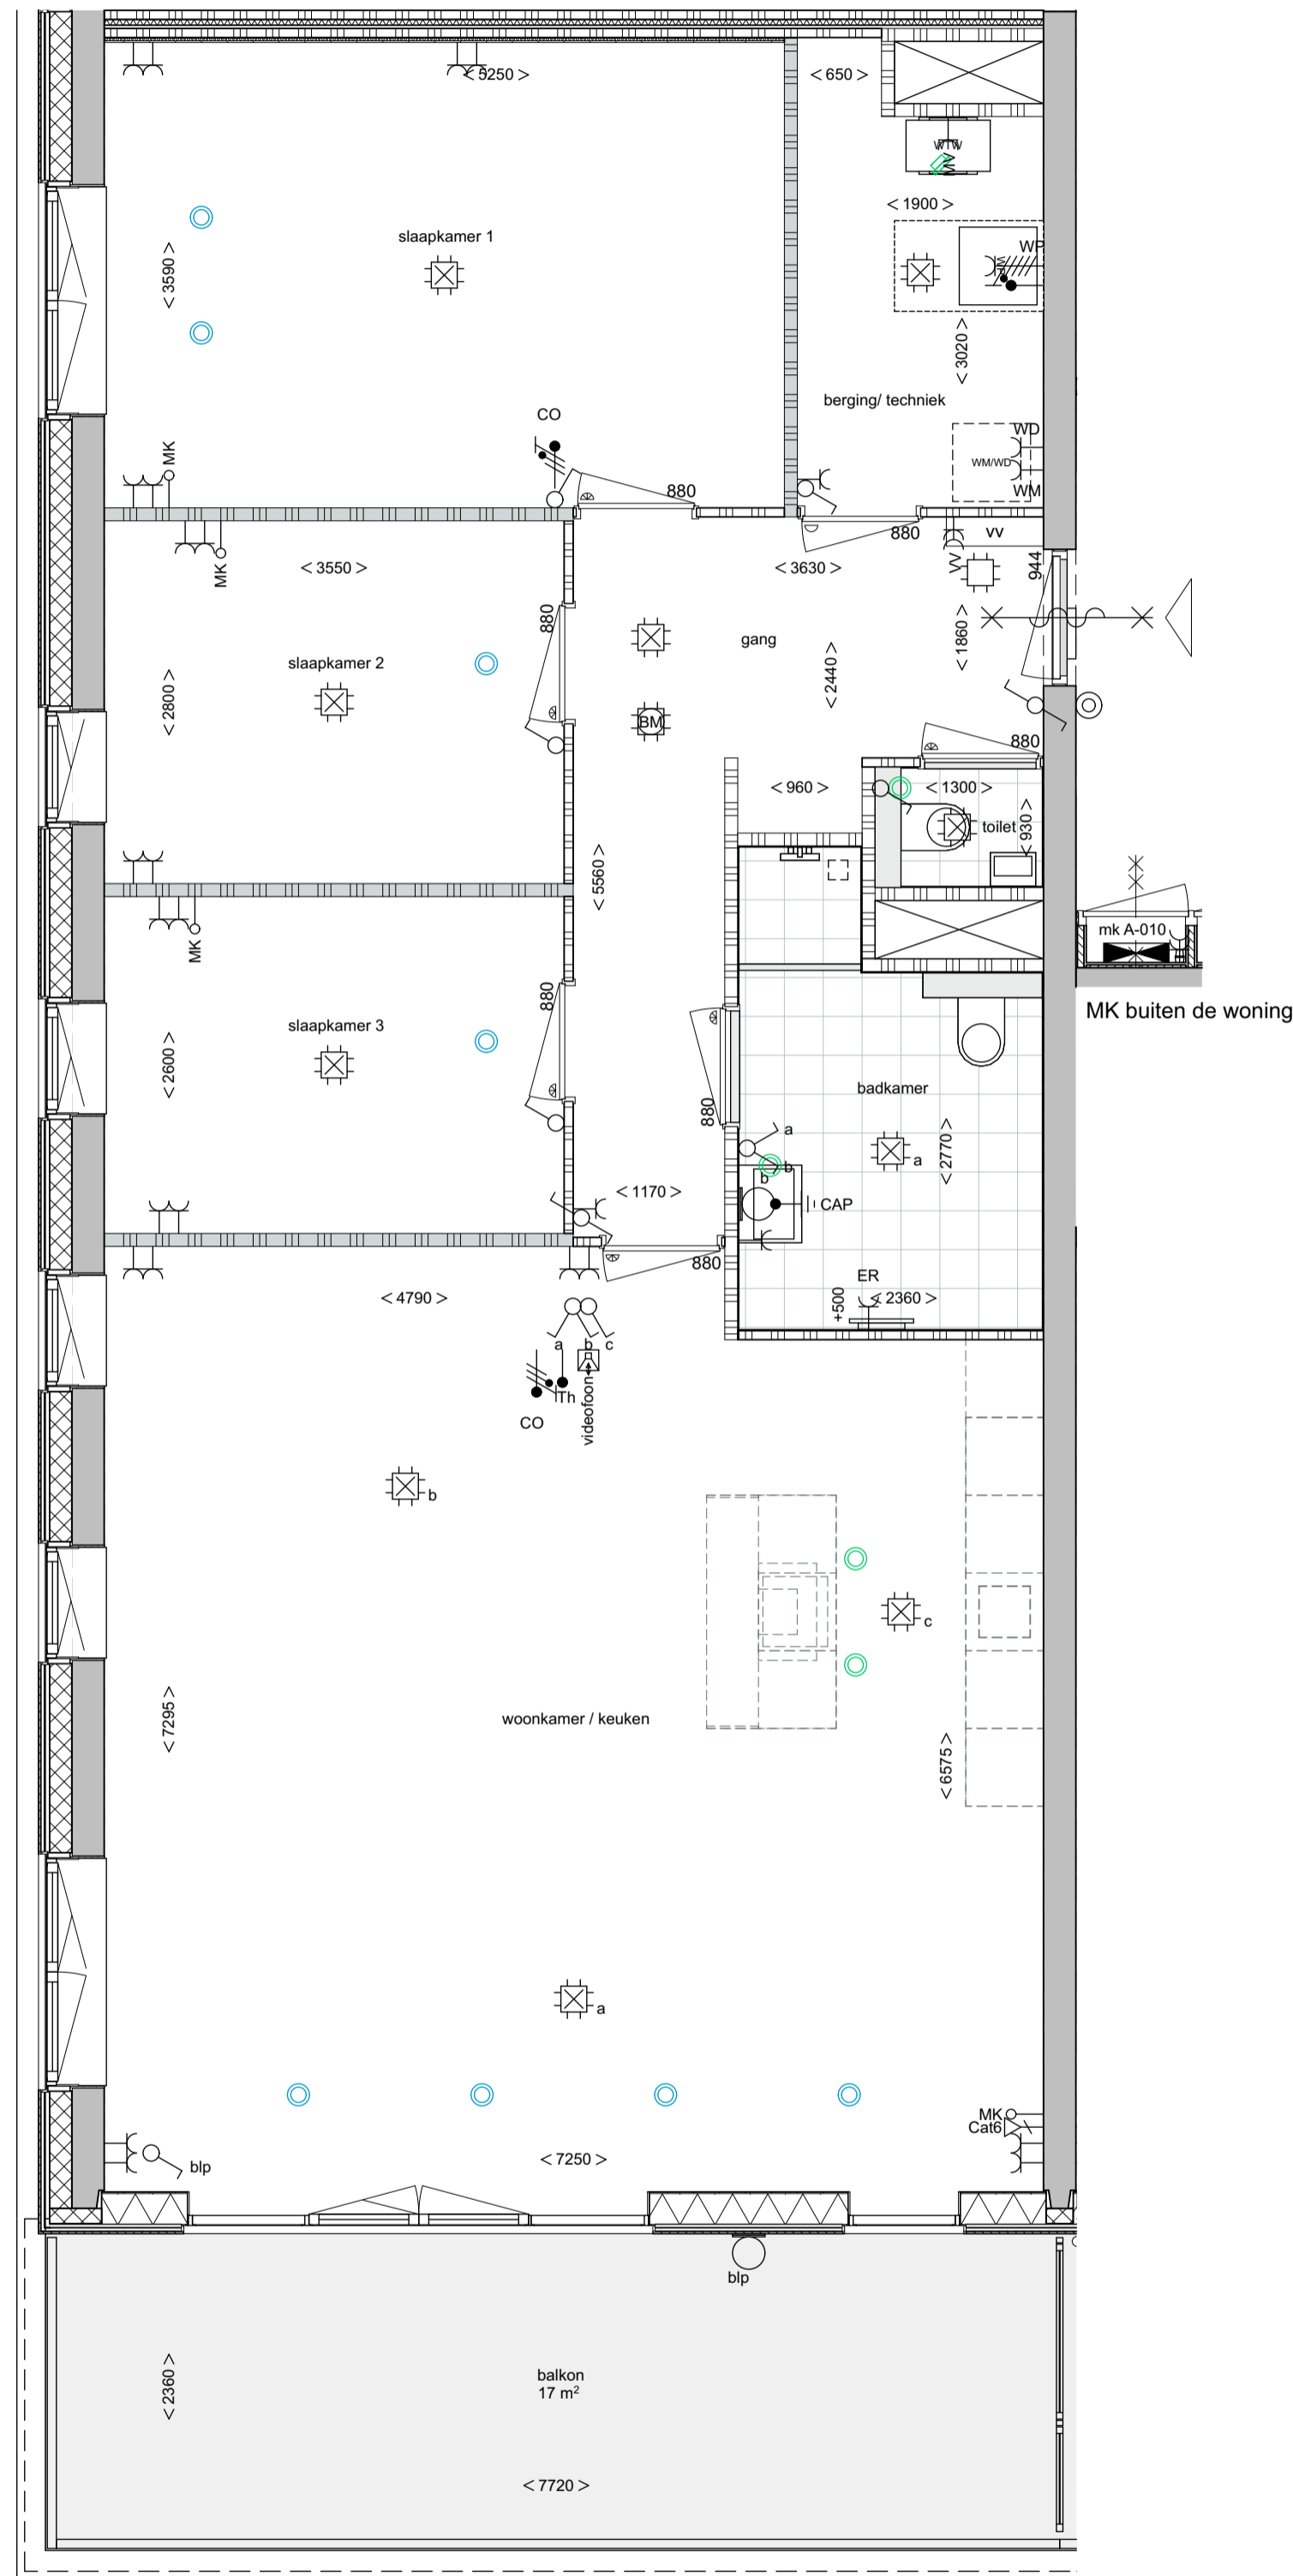 < 5250 >
< 650 >
WTW
< 1900 >
slaapkamer 1
WP
< 3590 >
< 3020 >
berging/ techniek
CO
WD
WM/WD
WM
MK
880
880
vv
VV
944
MK
< 3550 >
< 3630 >
880
gang
< 1860 >
slaapkamer 2
< 2440 >
< 2800 >
BM
880
< 960 >
< 1300 >
toilet
< 930 >
< 5560 >
MK
mk A-010
880
MK buiten de woning
slaapkamer 3
< 2600 >
badkamer
880
a
b
b
a
< 2770 >
< 1170 >
CAP
880
ER
< 4790 >
+500
< 2360 >
a
b
c
Th
CO
videofoon
b
c
< 7295 >
woonkamer / keuken
< 6575 >
a
MK
Cat6
blp
< 7250 >
blp
< 2360 >
balkon
17 m²
< 7720 >